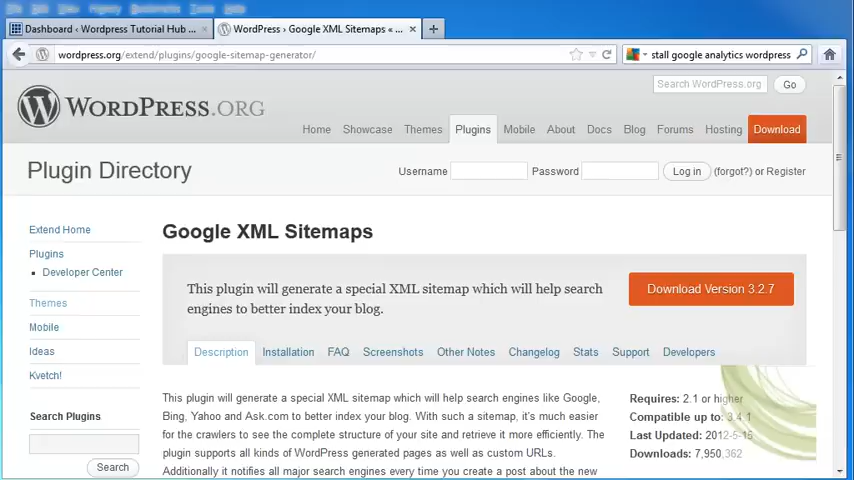 Dashboard ‹ Wordpress Tutorial Hub ...
WordPress › Google XML Sitemaps « ...
wordpress.org/extend/plugins/google-sitemap-generator/
stall google analytics wordpress
WORDPRESS.ORG
Search WordPress.org
Go
Home Showcase Themes Plugins Mobile About Docs Blog Forums Hosting Download
Plugin Directory
Username Password Log in (forgot?) or Register
Extend Home
Plugins
Developer Center
Themes
Mobile
Ideas
Kvetch!
Search Plugins
Search
Google XML Sitemaps
This plugin will generate a special XML sitemap which will help search
engines to better index your blog.
Download Version 3.2.7
Description Installation FAQ Screenshots Other Notes Changelog Stats Support Developers
This plugin will generate a special XML sitemap which will help search engines like Google,
Bing, Yahoo and Ask.com to better index your blog. With such a sitemap, it's much easier
for the crawlers to see the complete structure of your site and retrieve it more efficiently. The
plugin supports all kinds of WordPress generated pages as well as custom URLs.
Additionally it notifies all major search engines every time you create a post about the new
Requires: 2.1 or higher
Compatible up to: 3.4.1
Last Updated: 2012-5-15
Downloads: 7,950,362